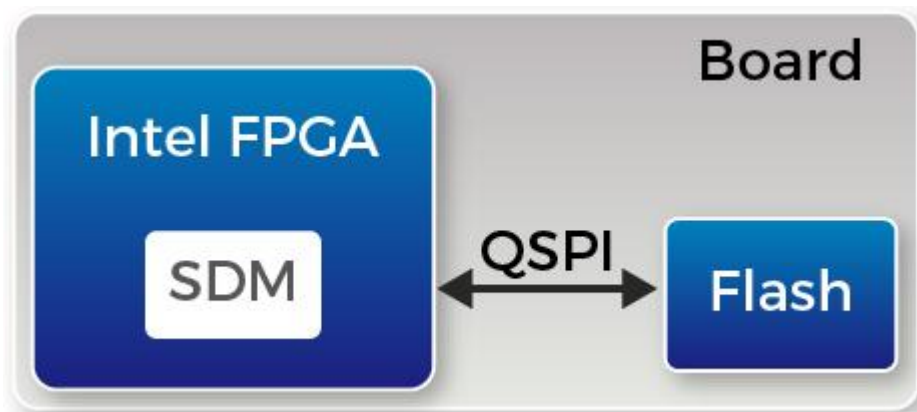 Board
Intel FPGA
SDM
QSPI
Flash